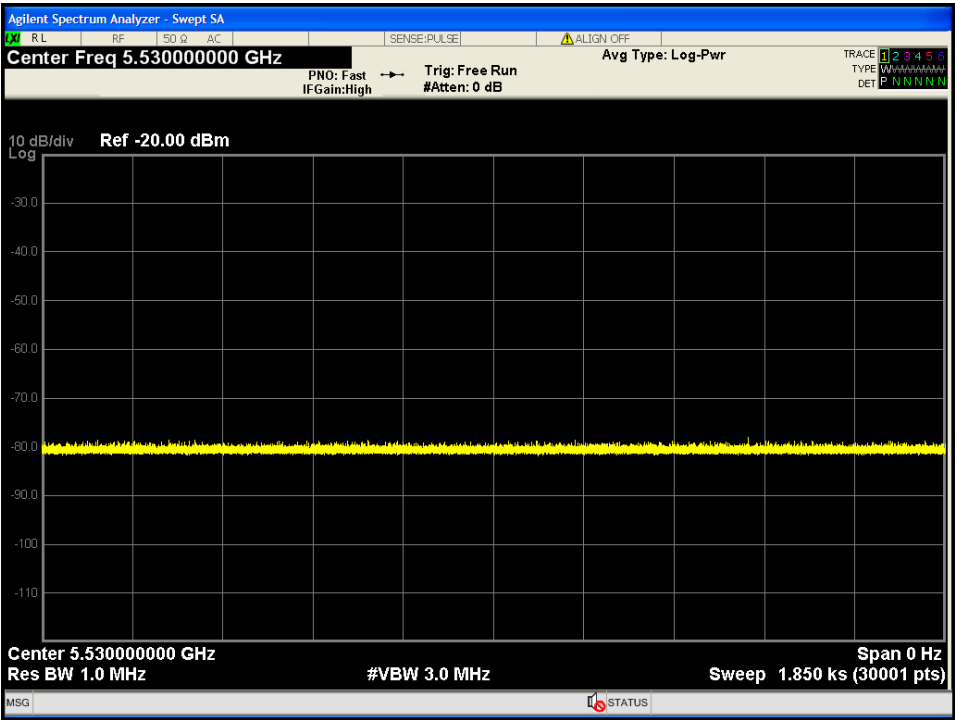 Agilent Spectrum Analyzer - Swept SA
LXI RL RF 50 Ω AC SENSE:PULSE ALIGN OFF
Center Freq 5.530000000 GHz Avg Type: Log-Pwr TRACE 1 2 3 4 5 6
PNO: Fast Trig: Free Run TYPE WWWWWW
IFGain:High #Atten: 0 dB DET P N N N N N
10 dB/div Ref -20.00 dBm
Log
-30.0
-40.0
-50.0
-60.0
-70.0
-80.0
-90.0
-100
-110
Center 5.530000000 GHz Span 0 Hz
Res BW 1.0 MHz #VBW 3.0 MHz Sweep 1.850 ks (30001 pts)
MSG STATUS